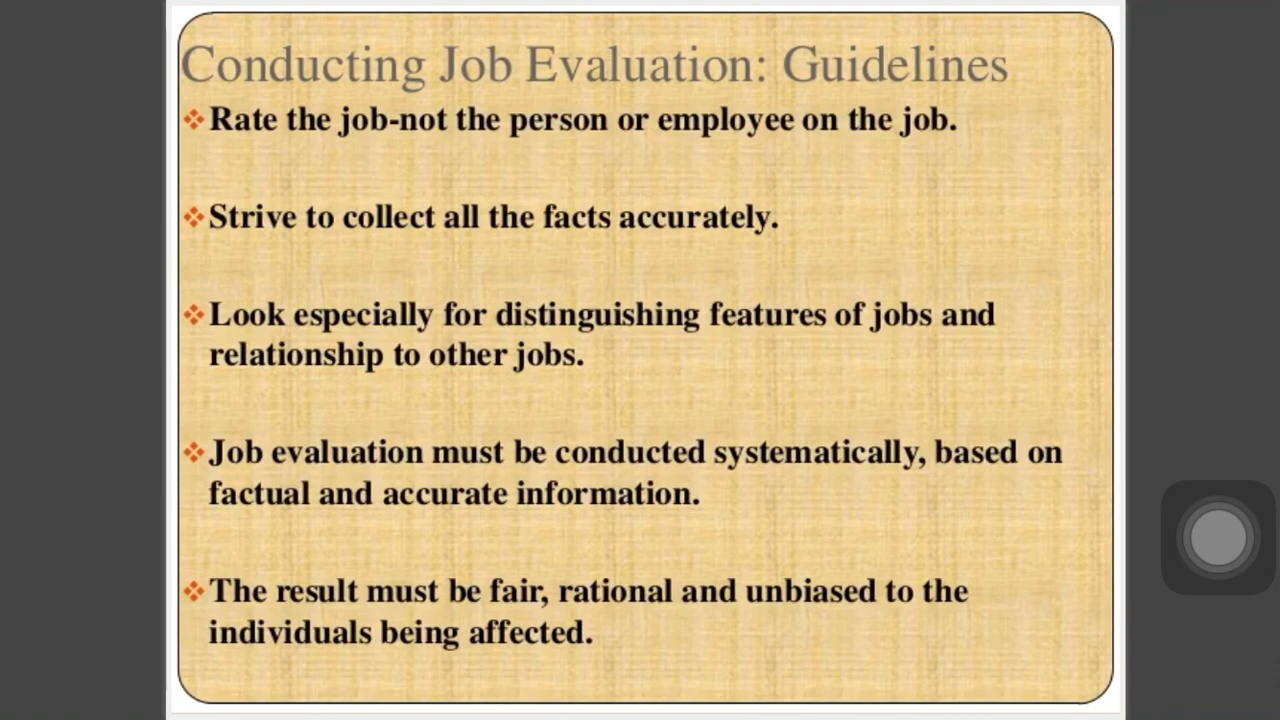 Conducting Job Evaluation: Guidelines
Rate the job-not the person or employee on the job.
Strive to collect all the facts accurately.
Look especially for distinguishing features of jobs and
relationship to other jobs.
Job evaluation must be conducted systematically, based on
factual and accurate information.
The result must be fair, rational and unbiased to the
individuals being affected.